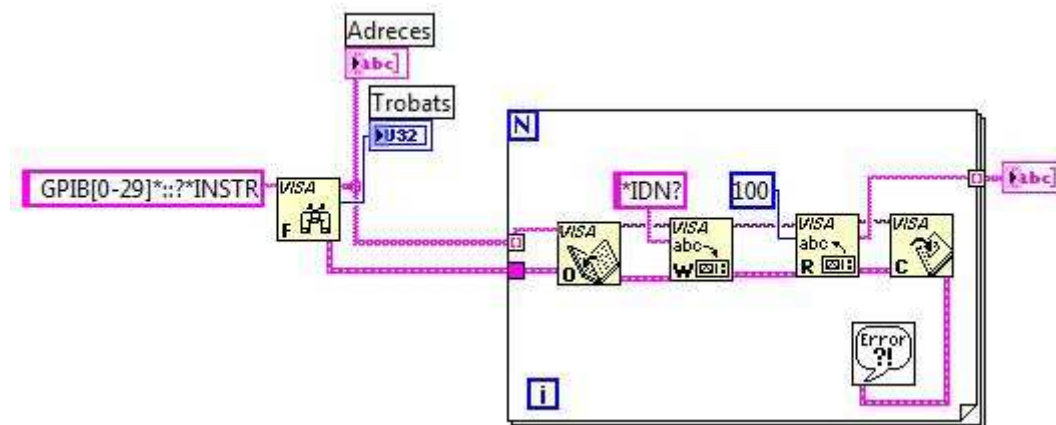 Adreces
abc
Trobats
U32
N
GPIB[0-29]*::?*INSTR
VISA
F
*IDN?
100
abc
VISA
O
VISA
abc
W
VISA
abc
R
VISA
C
Error
?!
i